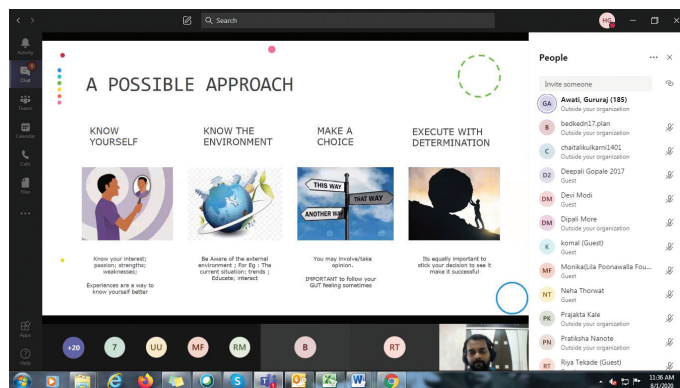 Search
HG
Activity
Chat
Teams
Calendar
Calls
Files
Apps
Help
A POSSIBLE APPROACH
KNOW
YOURSELF
KNOW THE
ENVIRONMENT
MAKE A
CHOICE
EXECUTE WITH
DETERMINATION
THIS WAY
THAT WAY
ANOTHER WAY
Know your interest;
passion; strengths;
weaknesses;
Experiences are a way to
know yourself better
Be Aware of the external
environment ; For Eg : The
current situation; trends ;
Educate; interact
You may involve/take
opinion.
IMPORTANT to follow your
GUT feeling sometimes
Its equally important to
stick your decision to see it
make it successful
+20
7
UU
MF
RM
B
RT
People
Invite someone
GA
Awati, Gururaj (185)
Outside your organization
B
bedkedn17.plan
Outside your organization
C
chaitalikulkarni1401
Outside your organization
D2
Deepali Gopale 2017
Guest
DM
Devi Modi
Guest
DM
Dipali More
Outside your organization
K
komal (Guest)
Guest
MF
Monika(Lila Poonawalla Fou...
Guest
NT
Neha Thorwat
Guest
PK
Prajakta Kale
Outside your organization
PN
Pratiksha Nanote
Outside your organization
RT
Riya Tekade (Guest)
11:36 AM
8/1/2020